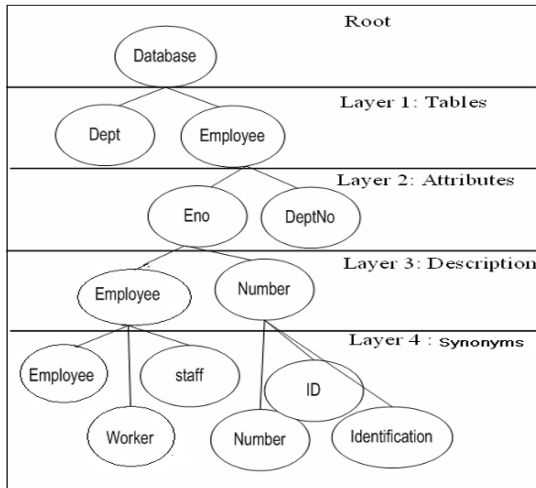 Root
Database
Layer 1: Tables
Dept
Employee
Layer 2: Attributes
Eno
DeptNo
Layer 3: Description
Employee
Number
Layer 4 : Synonyms
Employee
staff
ID
Worker
Number
Identification